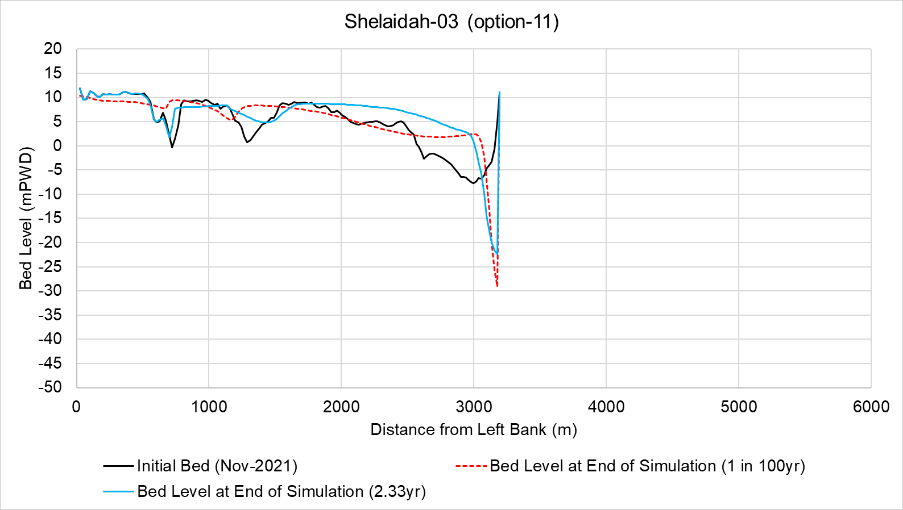 Shelaidah-03 (option-11)
20
15
10
5
0
-5
-10
-15
-20
-25
-30
-35
-40
-45
-50
Bed Level (mPWD)
0 1000 2000 3000 4000 5000 6000
Distance from Left Bank (m)
Initial Bed (Nov-2021) Bed Level at End of Simulation (1 in 100yr)
Bed Level at End of Simulation (2.33yr)